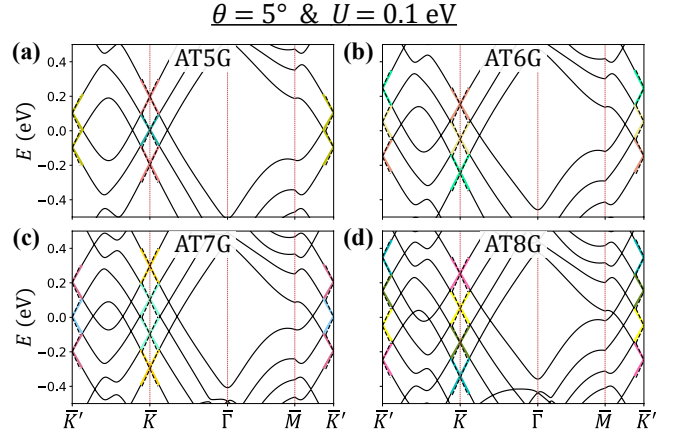 θ = 5° & U = 0.1 eV
(a) AT5G
(b) AT6G
0.4
0.2
0.0
−0.2
−0.4
E (eV)
(c) AT7G
(d) AT8G
0.4
0.2
0.0
−0.2
−0.4
E (eV)
K̅′ K̅ Γ̅ M̅ K̅′
K̅′ K̅ Γ̅ M̅ K̅′